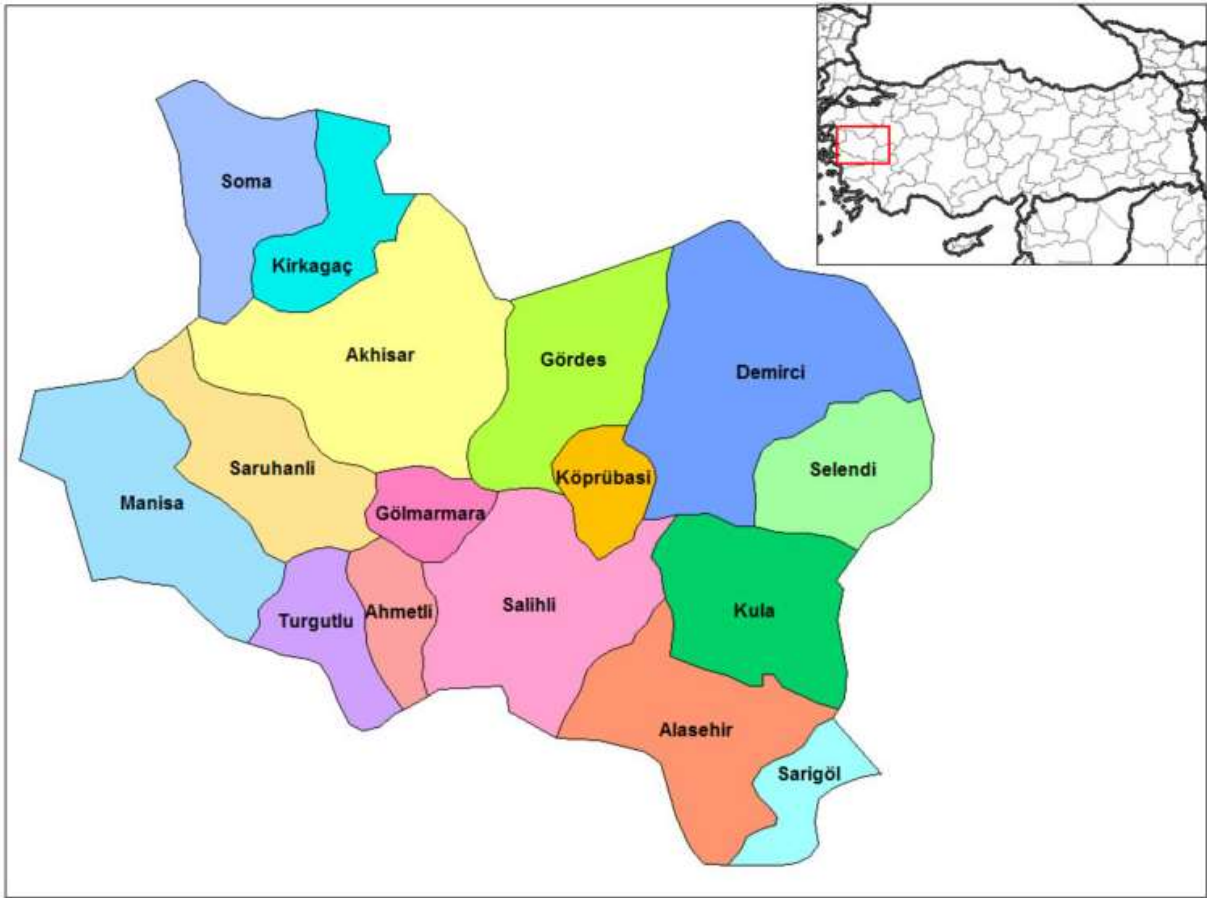 Soma
Kirkagaç
Akhisar
Gördes
Demirci
Saruhanli
Köprübasi
Selendi
Manisa
Gölmarmara
Turgutlu
Ahmetli
Salihli
Kula
Alasehir
Sarigöl